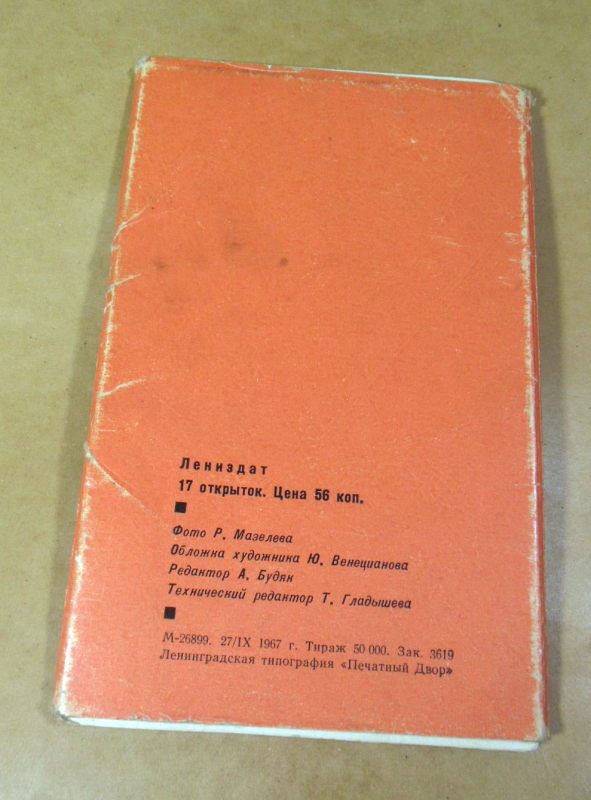 Лениздат
17 открыток. Цена 56 коп.
Фото Р. Мазелева
Обложка художника Ю. Венецианова
Редактор А. Будяк
Технический редактор Т. Гладышева
М-26899. 27/IX 1967 г. Тираж 50 000. Зак. 3619
Ленинградская типография «Печатный Двор»